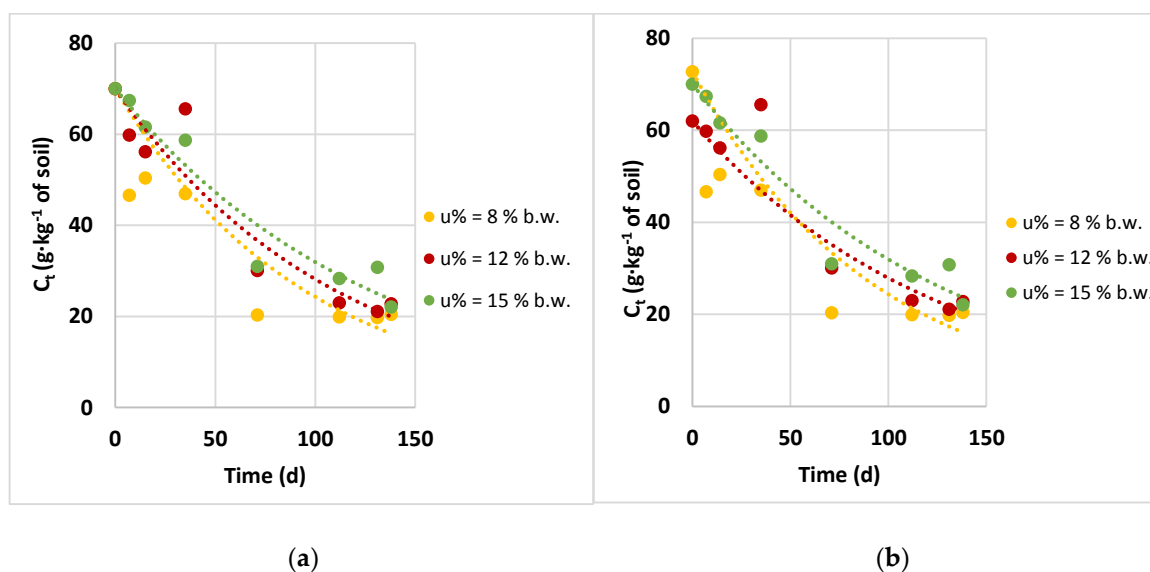 80
60
40
20
0
0 50 100 150
Cₜ (g·kg⁻¹ of soil)
Time (d)
u% = 8 % b.w.
u% = 12 % b.w.
u% = 15 % b.w.
(a)
80
60
40
20
0
0 50 100 150
Cₜ (g·kg⁻¹ of soil)
Time (d)
u% = 8 % b.w.
u% = 12 % b.w.
u% = 15 % b.w.
(b)